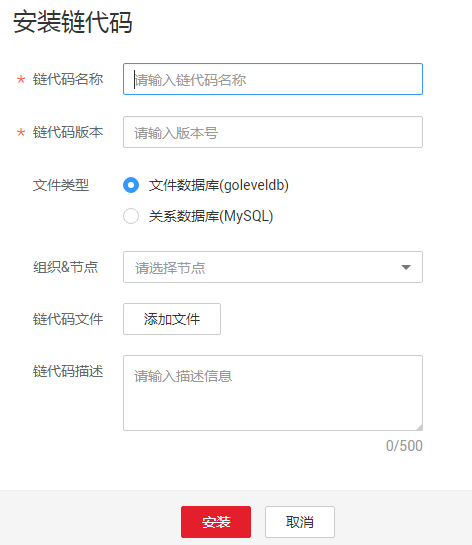 安装链代码
* 链代码名称 请输入链代码名称
* 链代码版本 请输入版本号
文件类型 文件数据库(goleveldb)
关系数据库(MySQL)
组织&节点 请选择节点
链代码文件 添加文件
链代码描述 请输入描述信息
0/500
安装 取消